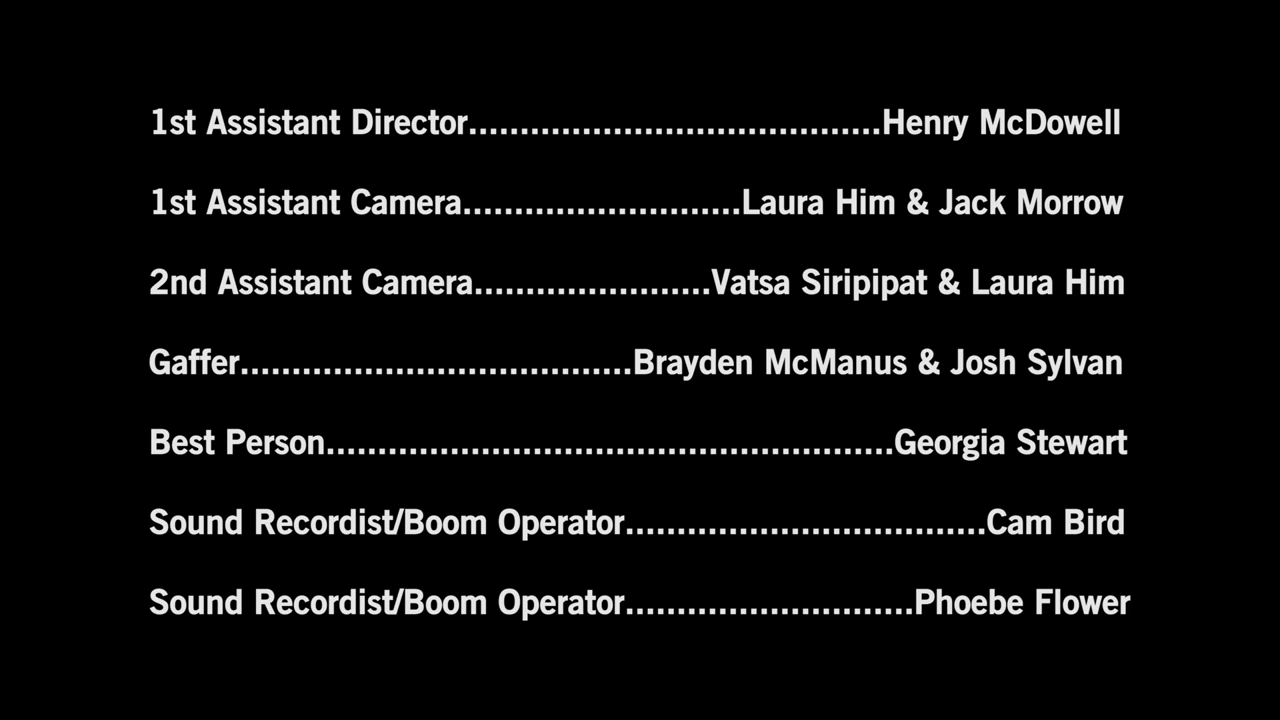 1st Assistant Director........................................Henry McDowell
1st Assistant Camera...........................Laura Him & Jack Morrow
2nd Assistant Camera.......................Vatsa Siripipat & Laura Him
Gaffer......................................Brayden McManus & Josh Sylvan
Best Person.......................................................Georgia Stewart
Sound Recordist/Boom Operator...................................Cam Bird
Sound Recordist/Boom Operator............................Phoebe Flower